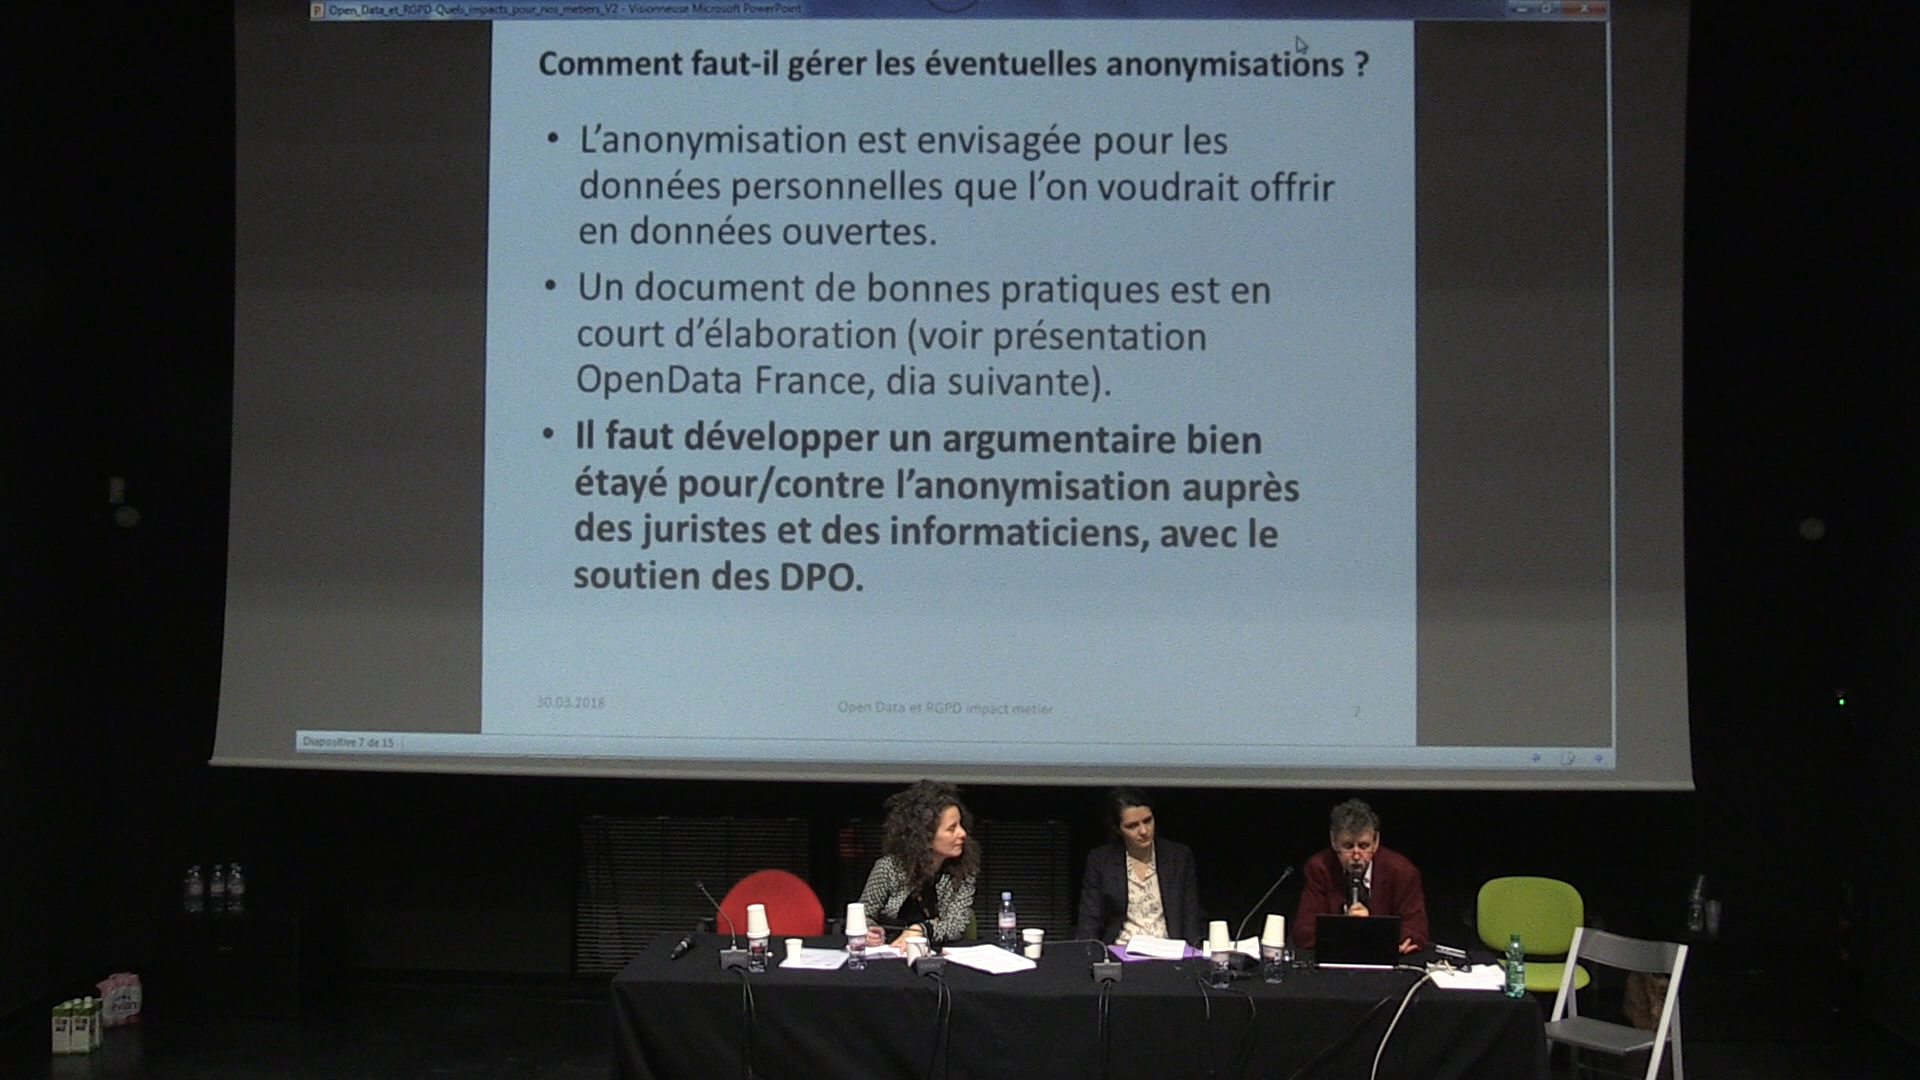 Open_Data_et_RGPD-Quels_impacts_pour_nos_metiers_V2 - Visionneuse Microsoft PowerPoint
Comment faut-il gérer les éventuelles anonymisations ?
• L'anonymisation est envisagée pour les
données personnelles que l'on voudrait offrir
en données ouvertes.
• Un document de bonnes pratiques est en
court d'élaboration (voir présentation
OpenData France, dia suivante).
• Il faut développer un argumentaire bien
étayé pour/contre l'anonymisation auprès
des juristes et des informaticiens, avec le
soutien des DPO.
30.03.2018
Open Data et RGPD impact métier
7
Diapositive 7 de 15